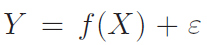 Y = f(X) + ε